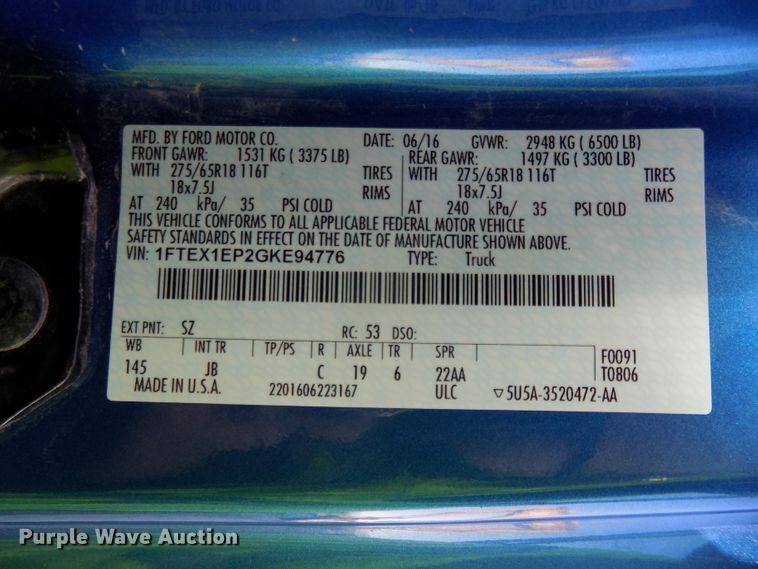 MFD. BY FORD MOTOR CO. DATE: 06/16 GVWR: 2948 KG ( 6500 LB)
FRONT GAWR: 1531 KG ( 3375 LB) REAR GAWR: 1497 KG ( 3300 LB)
WITH 275/65R18 116T TIRES WITH 275/65R18 116T TIRES
18x7.5J RIMS 18x7.5J RIMS
AT 240 kPa/ 35 PSI COLD AT 240 kPa/ 35 PSI COLD
THIS VEHICLE CONFORMS TO ALL APPLICABLE FEDERAL MOTOR VEHICLE
SAFETY STANDARDS IN EFFECT ON THE DATE OF MANUFACTURE SHOWN ABOVE.
VIN: 1FTEX1EP2GKE94776 TYPE: Truck
EXT PNT: SZ RC: 53 DSO:
WB INT TR TP/PS R AXLE TR SPR F0091
145 JB C 19 6 22AA T0806
MADE IN U.S.A. 2201606223167 ULC ▽5U5A-3520472-AA
Purple Wave Auction